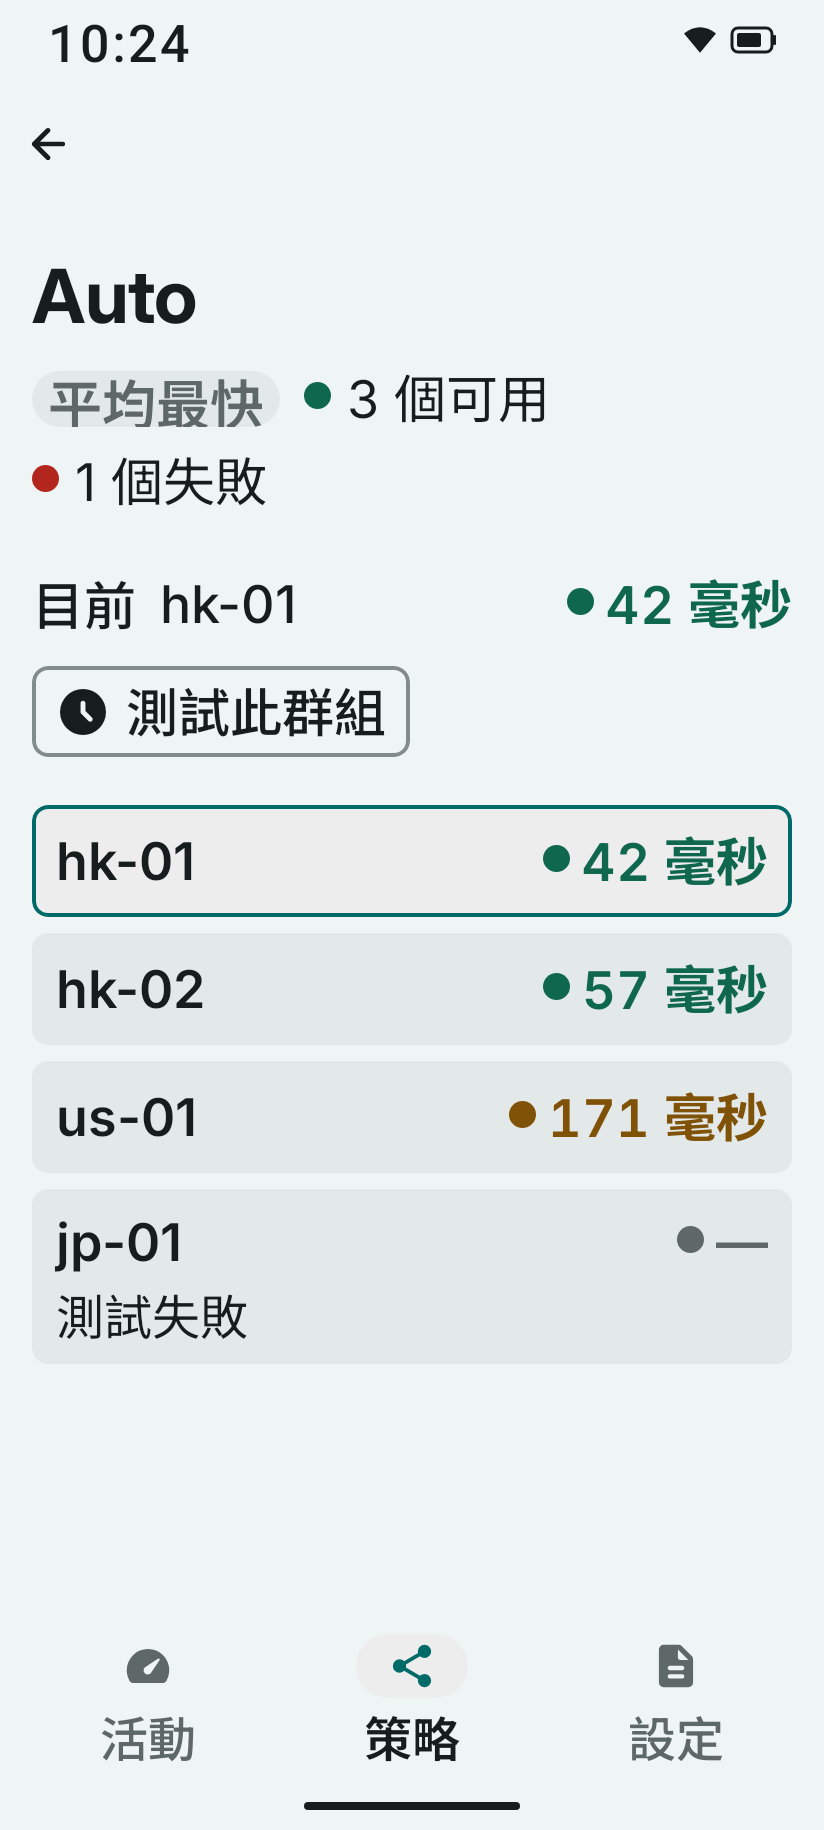 10:24
Auto
平均最快 3 個可用
1 個失敗
目前 hk-01 42 毫秒
測試此群組
hk-01 42 毫秒
hk-02 57 毫秒
us-01 171 毫秒
jp-01 —
測試失敗
活動 策略 設定